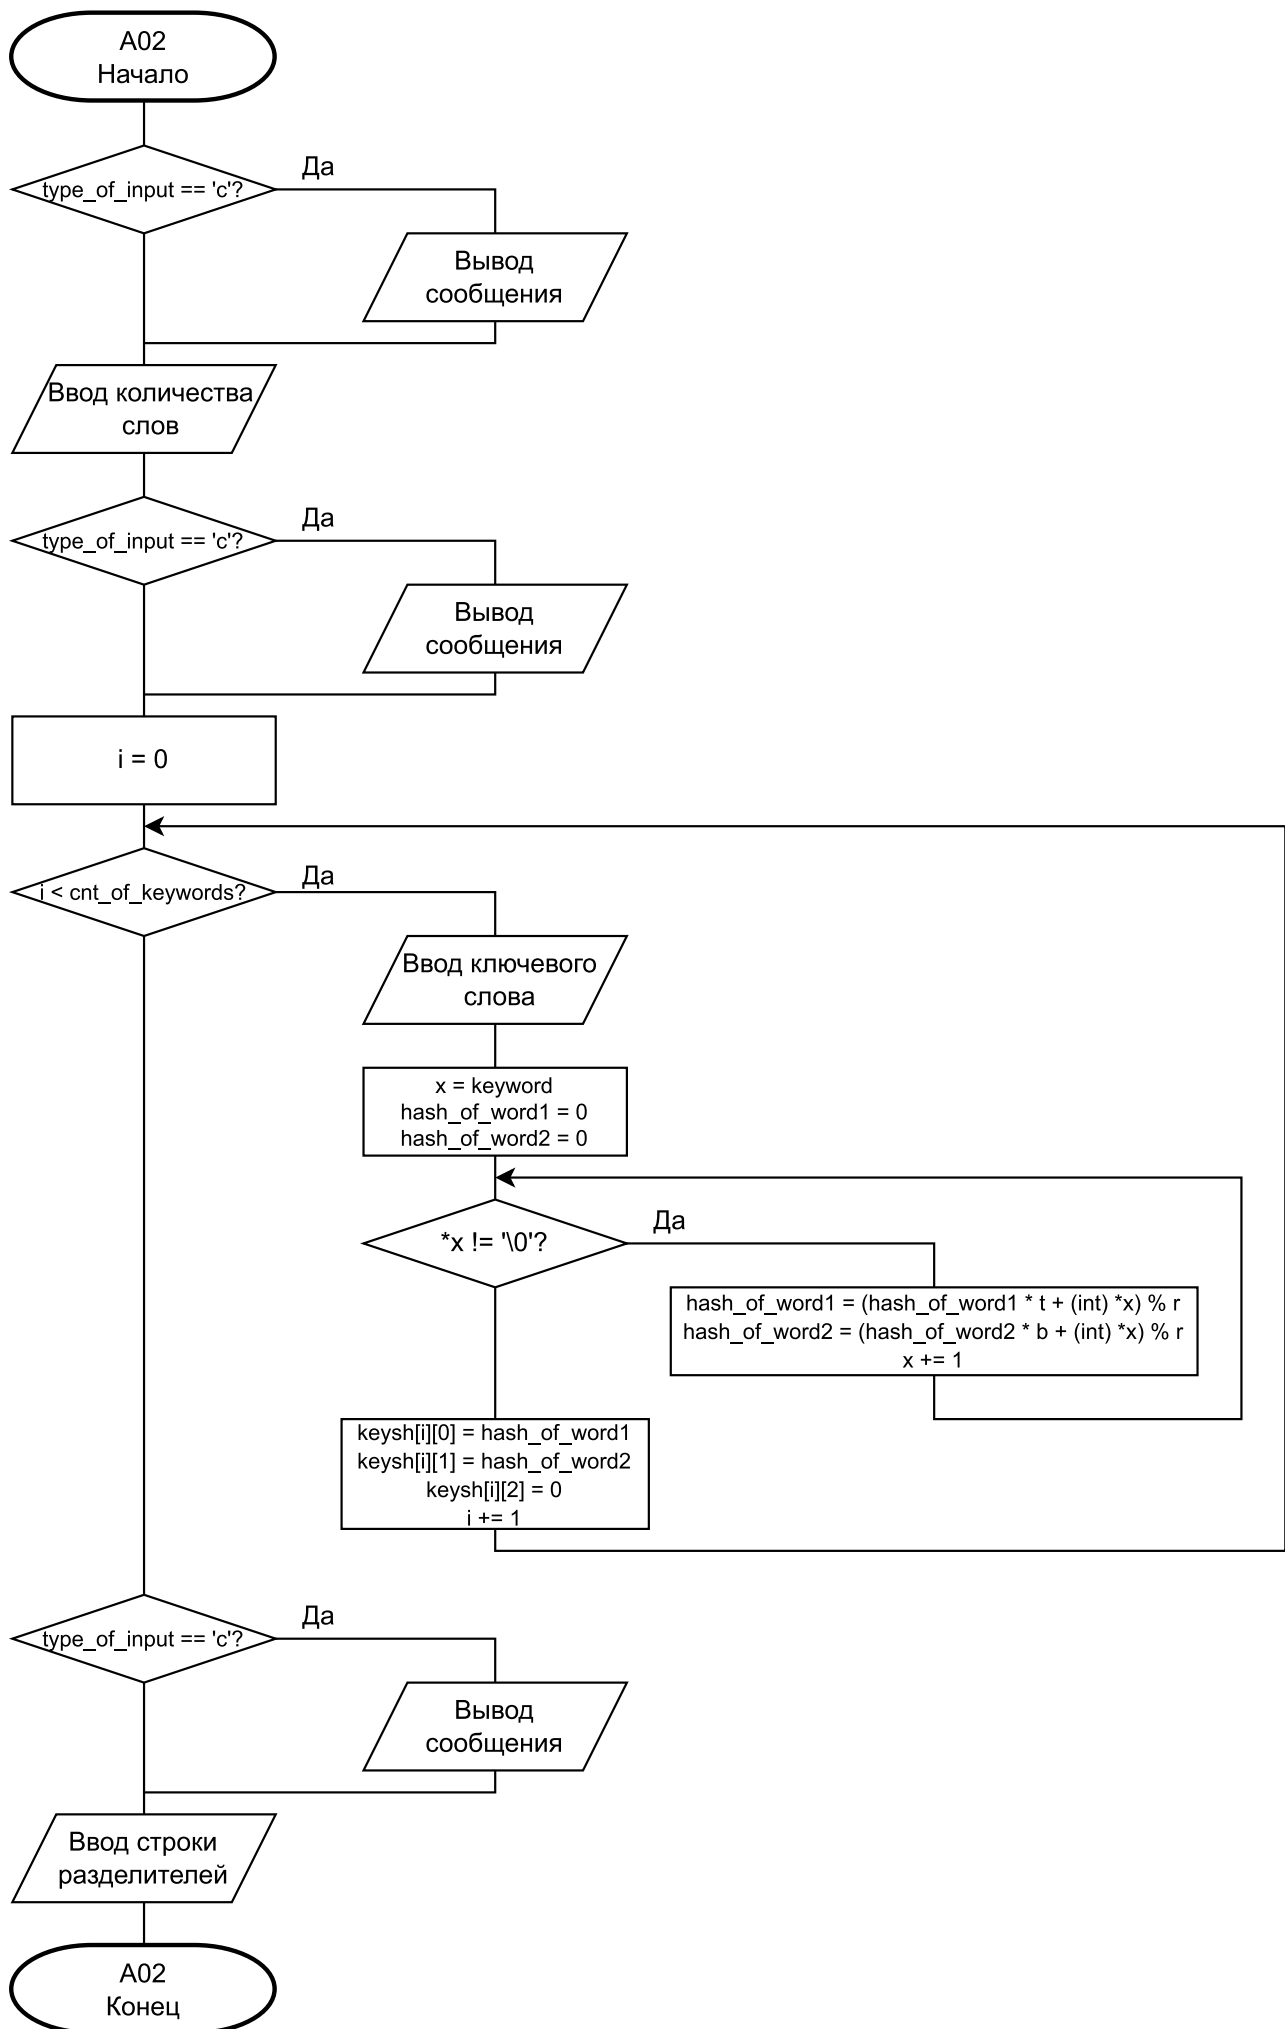 A02
Начало
type_of_input == 'c'?
Да
Вывод
сообщения
Ввод количества
слов
type_of_input == 'c'?
Да
Вывод
сообщения
i = 0
i < cnt_of_keywords?
Да
Ввод ключевого
слова
x = keyword
hash_of_word1 = 0
hash_of_word2 = 0
*x != '\0'?
Да
hash_of_word1 = (hash_of_word1 * t + (int) *x) % r
hash_of_word2 = (hash_of_word2 * b + (int) *x) % r
x += 1
keysh[i][0] = hash_of_word1
keysh[i][1] = hash_of_word2
keysh[i][2] = 0
i += 1
type_of_input == 'c'?
Да
Вывод
сообщения
Ввод строки
разделителей
A02
Конец